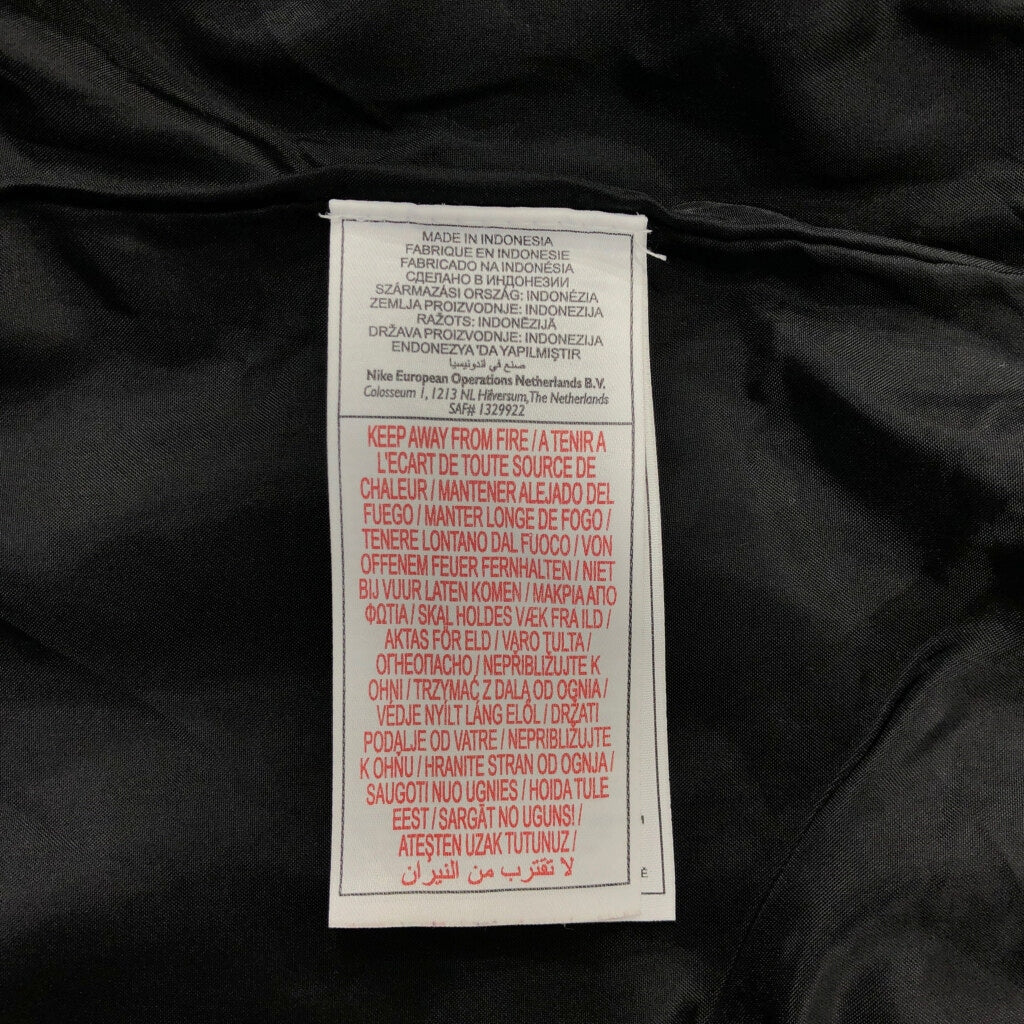 MADE IN INDONESIA
FABRIQUE EN INDONESIE
FABRICADO NA INDONÉSIA
СДЕЛАНО В ИНДОНЕЗИИ
SZÁRMAZÁSI ORSZÁG: INDONÉZIA
ZEMLJA PROIZVODNJE: INDONEZIJA
RAŽOTS: INDONĒZIJĀ
DRŽAVA PROIZVODNJE: INDONEZIJA
ENDONEZYA 'DA YAPILMIŞTIR
صنع في اندونيسيا
Nike European Operations Netherlands B.V.
Colosseum 1, 1213 NL Hilversum, The Netherlands
SAF# 1329922
KEEP AWAY FROM FIRE / A TENIR A
L'ECART DE TOUTE SOURCE DE
CHALEUR / MANTENER ALEJADO DEL
FUEGO / MANTER LONGE DE FOGO /
TENERE LONTANO DAL FUOCO / VON
OFFENEM FEUER FERNHALTEN / NIET
BIJ VUUR LATEN KOMEN / ΜΑΚΡΙΑ ΑΠΟ
ΦΩΤΙΑ / SKAL HOLDES VÆK FRA ILD /
AKTAS FÖR ELD / VARO TULTA /
ОГНЕОПАСНО / NEPŘIBLIŽUJTE K
OHNI / TRZYMAĆ Z DALA OD OGNIA /
VÉDJE NYÍLT LÁNG ELŐL / DRŽATI
PODALJE OD VATRE / NEPRIBLIŽUJTE
K OHŇU / HRANITE STRAN OD OGNJA /
SAUGOTI NUO UGNIES / HOIDA TULE
EEST / SARGĀT NO UGUNS! /
ATEŞTEN UZAK TUTUNUZ /
لا تقترب من النيران